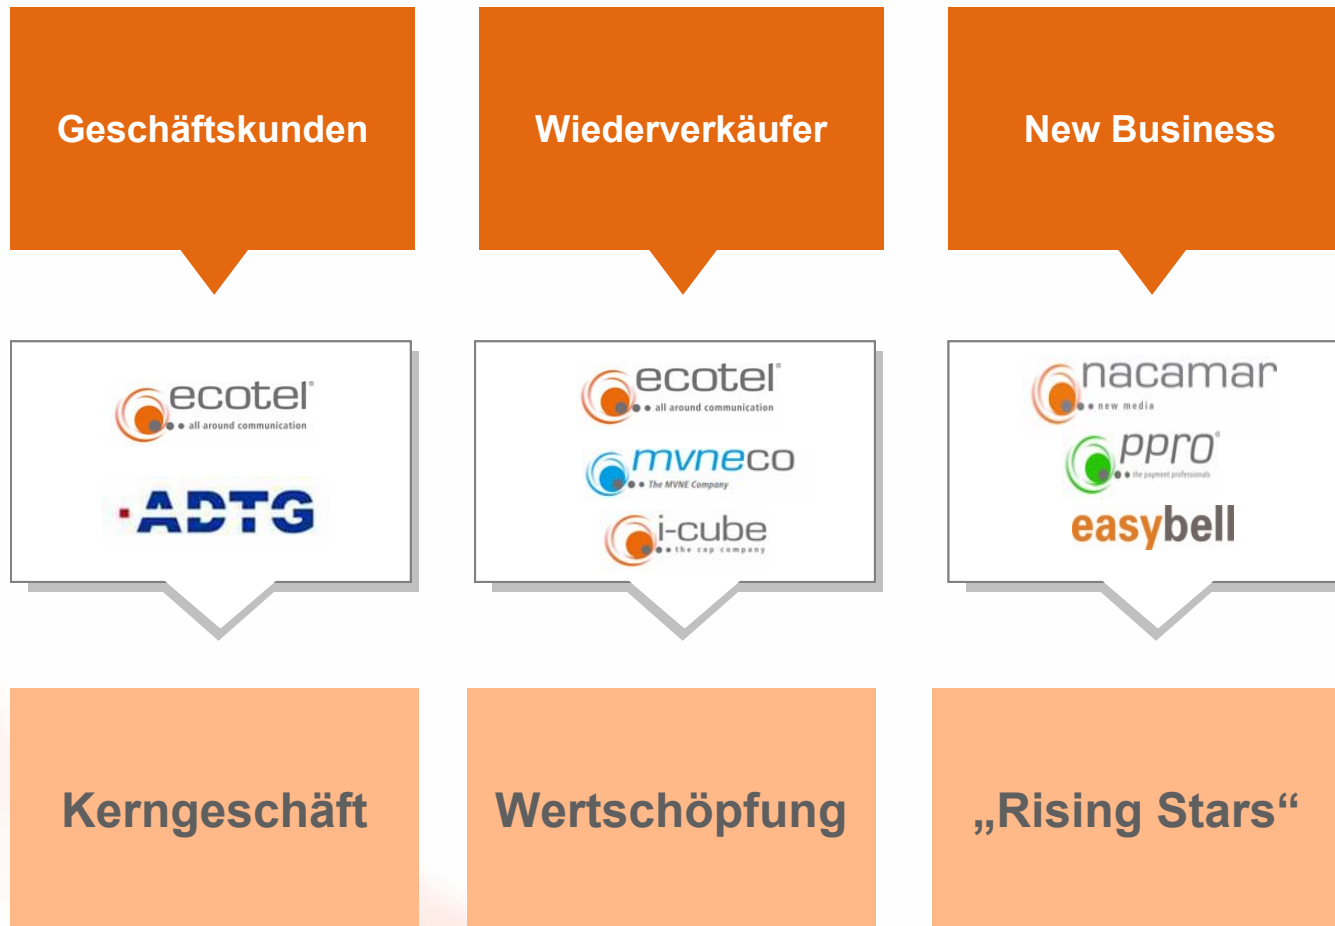 Geschäftskunden
Wiederverkäufer
New Business
ecotel®
all around communication
ADTG
ecotel®
all around communication
mvneco
The MVNE Company
i-cube
the cap company
nacamar
new media
ppro®
the payment professionals
easybell
Kerngeschäft
Wertschöpfung
„Rising Stars“